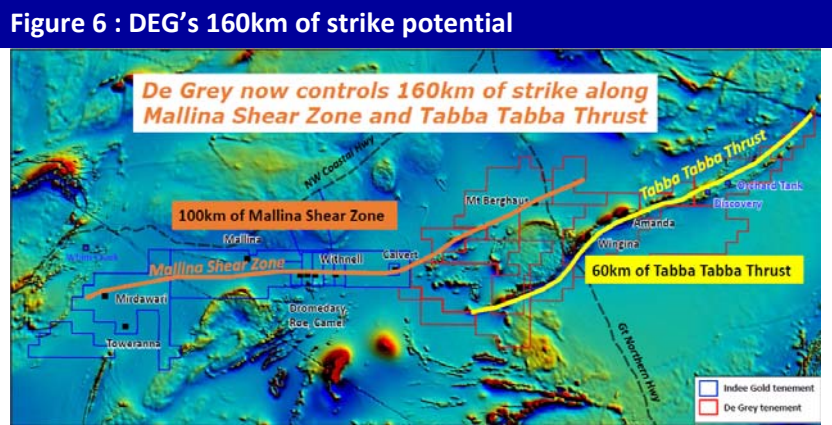 Figure 6 : DEG's 160km of strike potential
De Grey now controls 160km of strike along
Mallina Shear Zone and Tabba Tabba Thrust
NW Coastal Hwy
Tabba Tabba Thrust
Orchard Tank
Discovery
Mt Berghaus
100km of Mallina Shear Zone
Amanda
Mallina
Wingina
Withnell
Calvert
Mallina Shear Zone
60km of Tabba Tabba Thrust
Mirdawari
Dromedary,
Roe, Camel
Toweranna
Gt Northern Hwy
Indee Gold tenement
De Grey tenement